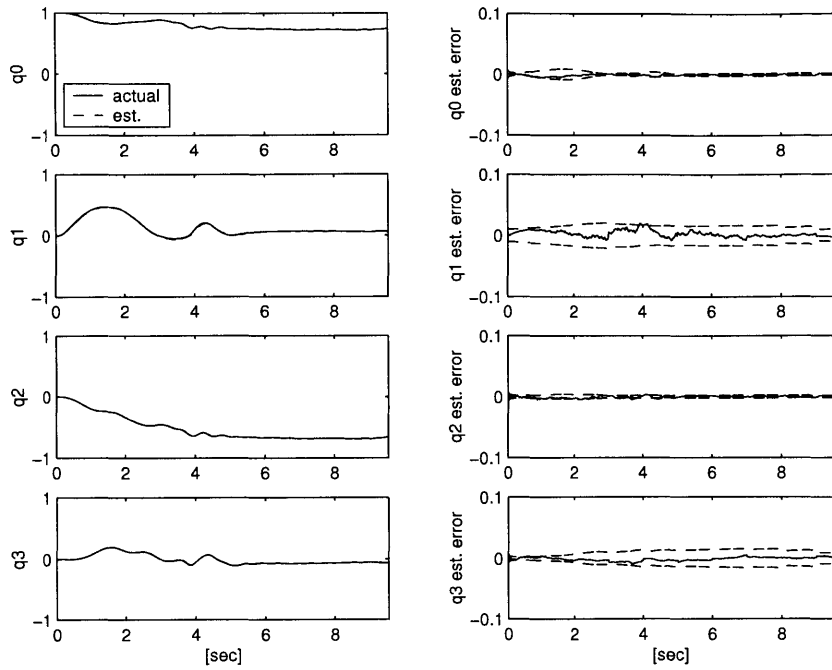 1
q0
0
-1
actual
est.
0 2 4 6 8
0.1
q0 est. error
0
-0.1
0 2 4 6 8
1
q1
0
-1
0 2 4 6 8
0.1
q1 est. error
0
-0.1
0 2 4 6 8
1
q2
0
-1
0 2 4 6 8
0.1
q2 est. error
0
-0.1
0 2 4 6 8
1
q3
0
-1
0 2 4 6 8
[sec]
0.1
q3 est. error
0
-0.1
0 2 4 6 8
[sec]